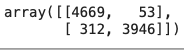 array([[4669,   53],
       [ 312, 3946]])